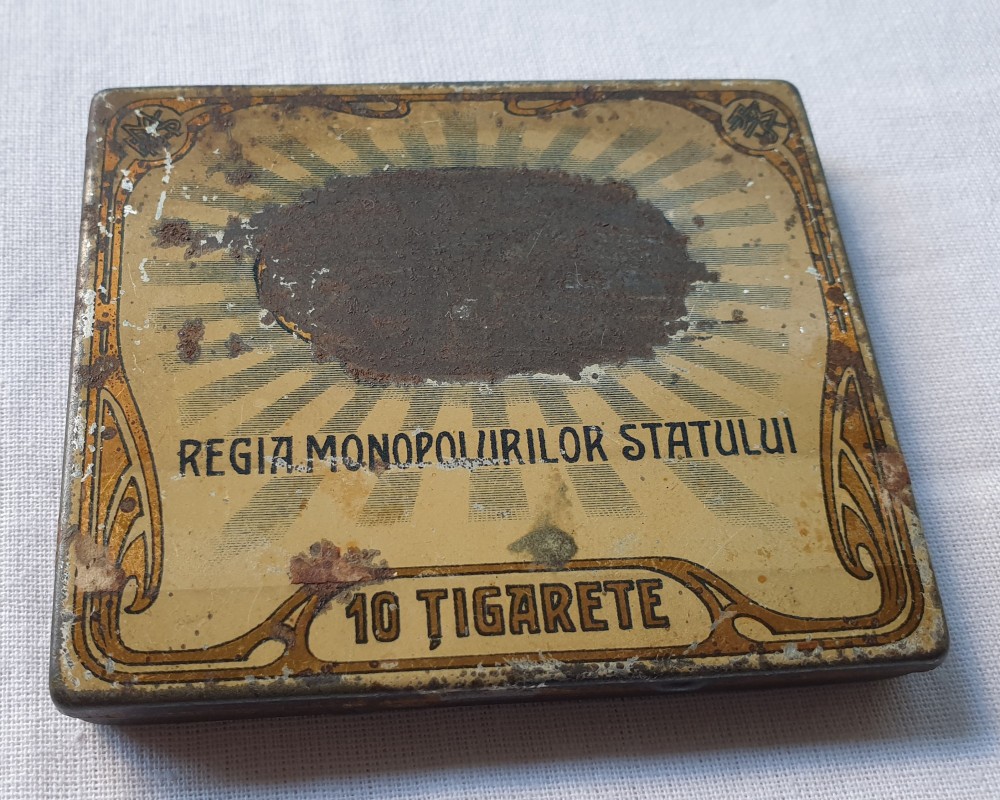 REGIA MONOPOLURILOR STATULUI
10 ȚIGARETE